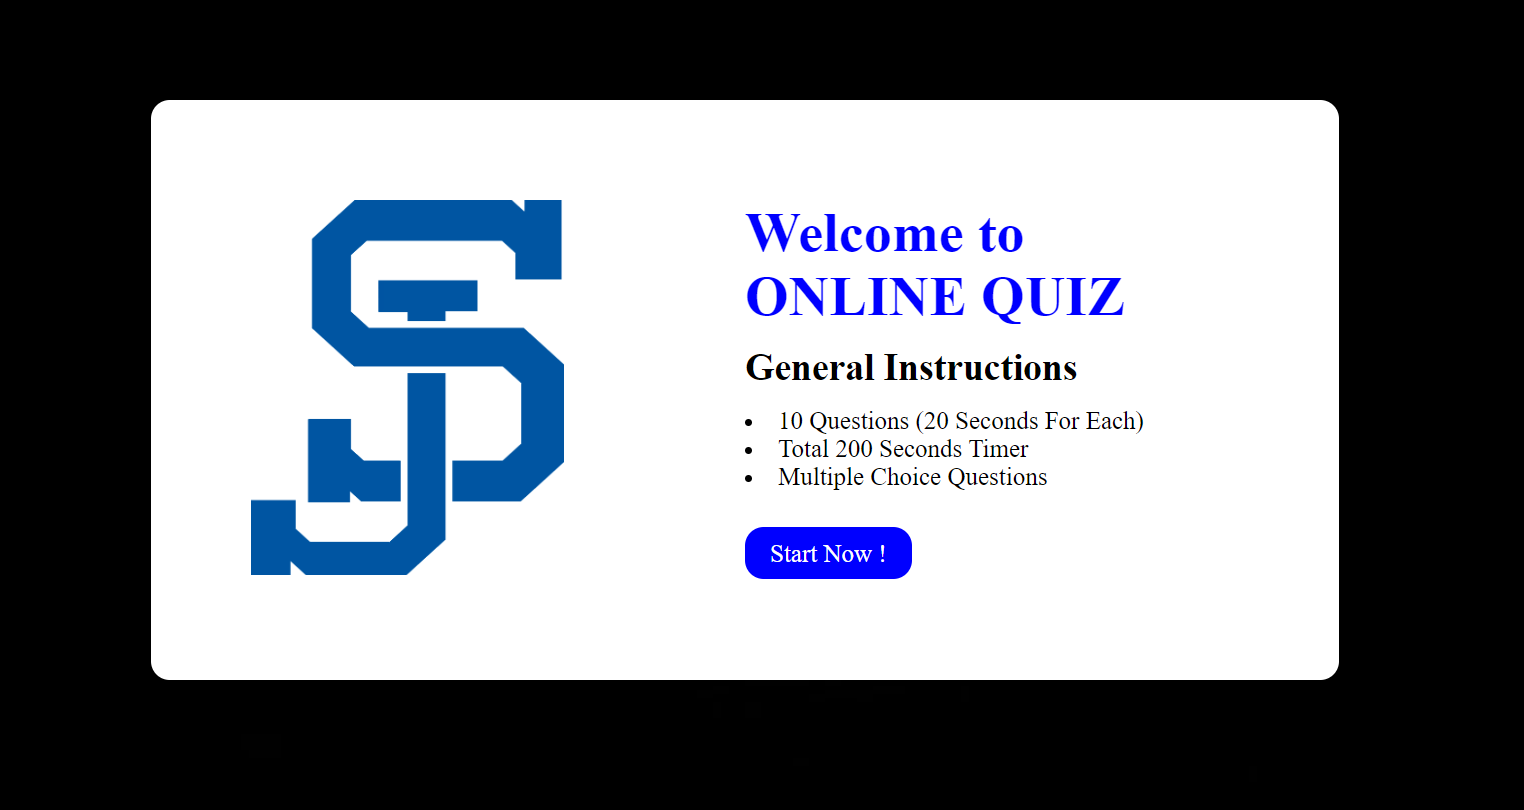 SJ
Welcome to
ONLINE QUIZ
General Instructions
• 10 Questions (20 Seconds For Each)
• Total 200 Seconds Timer
• Multiple Choice Questions
Start Now !